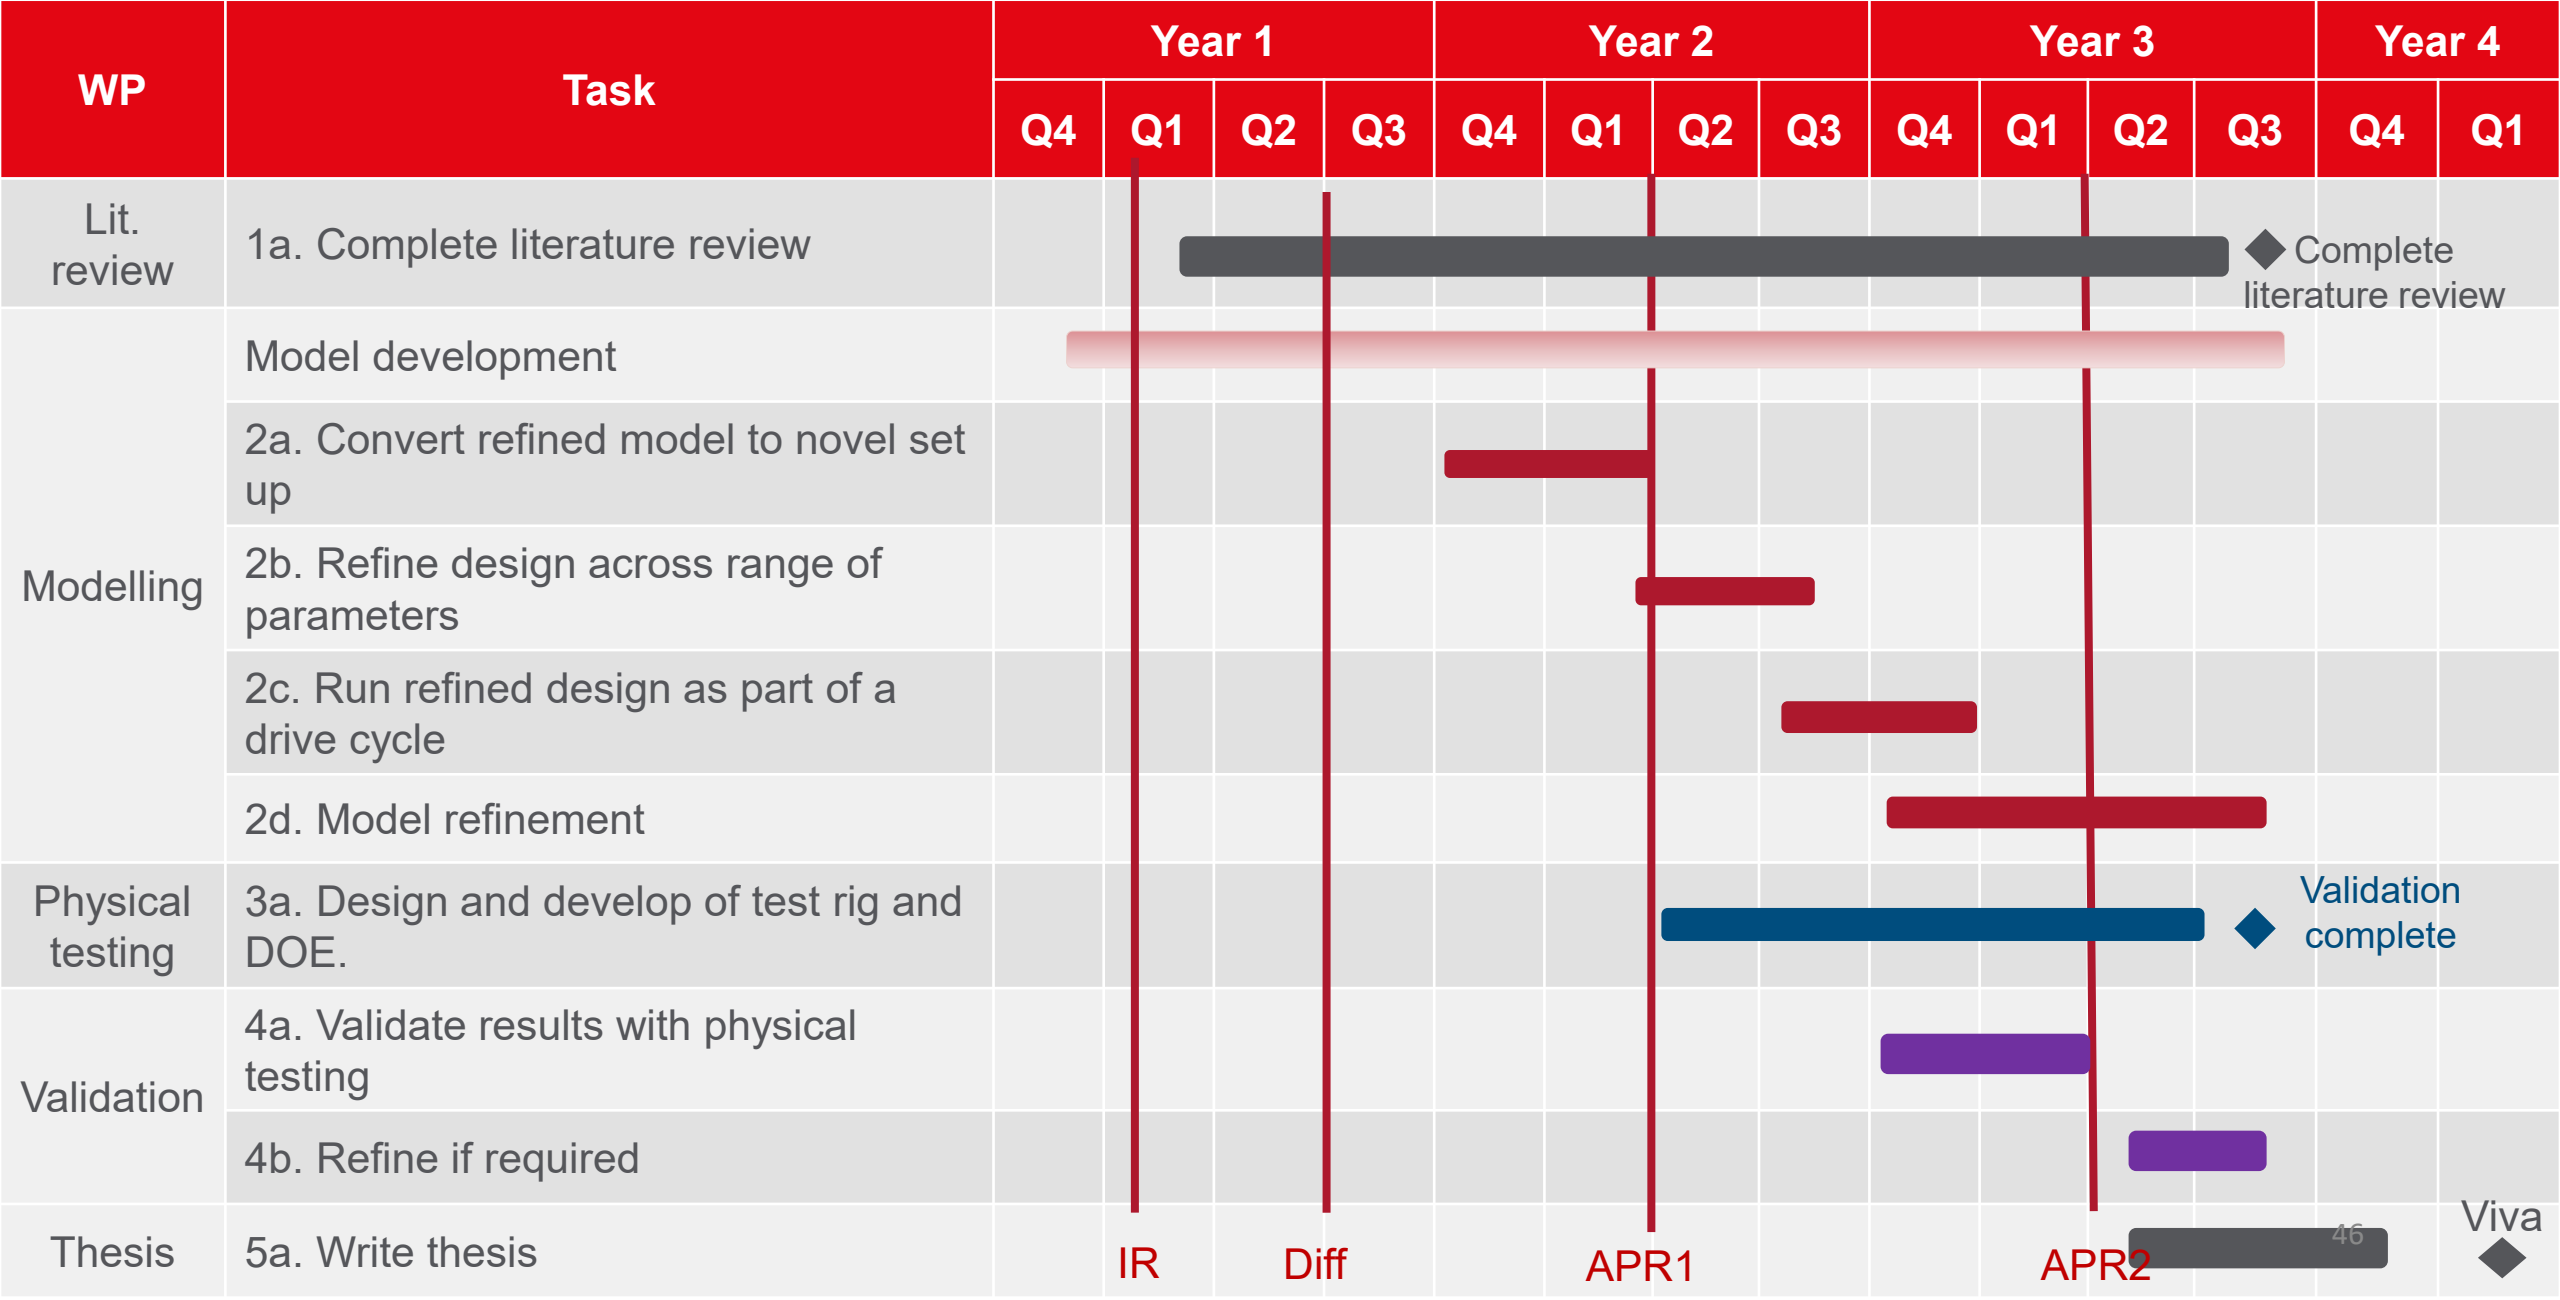 WP
Task
Year 1
Year 2
Year 3
Year 4
Q4
Q1
Q2
Q3
Q4
Q1
Q2
Q3
Q4
Q1
Q2
Q3
Q4
Q1
Lit.
review
1a. Complete literature review
Complete
literature review
Modelling
Model development
2a. Convert refined model to novel set
up
2b. Refine design across range of
parameters
2c. Run refined design as part of a
drive cycle
2d. Model refinement
Physical
testing
3a. Design and develop of test rig and
DOE.
Validation
complete
Validation
4a. Validate results with physical
testing
4b. Refine if required
Thesis
5a. Write thesis
IR
Diff
APR1
APR2
46
Viva